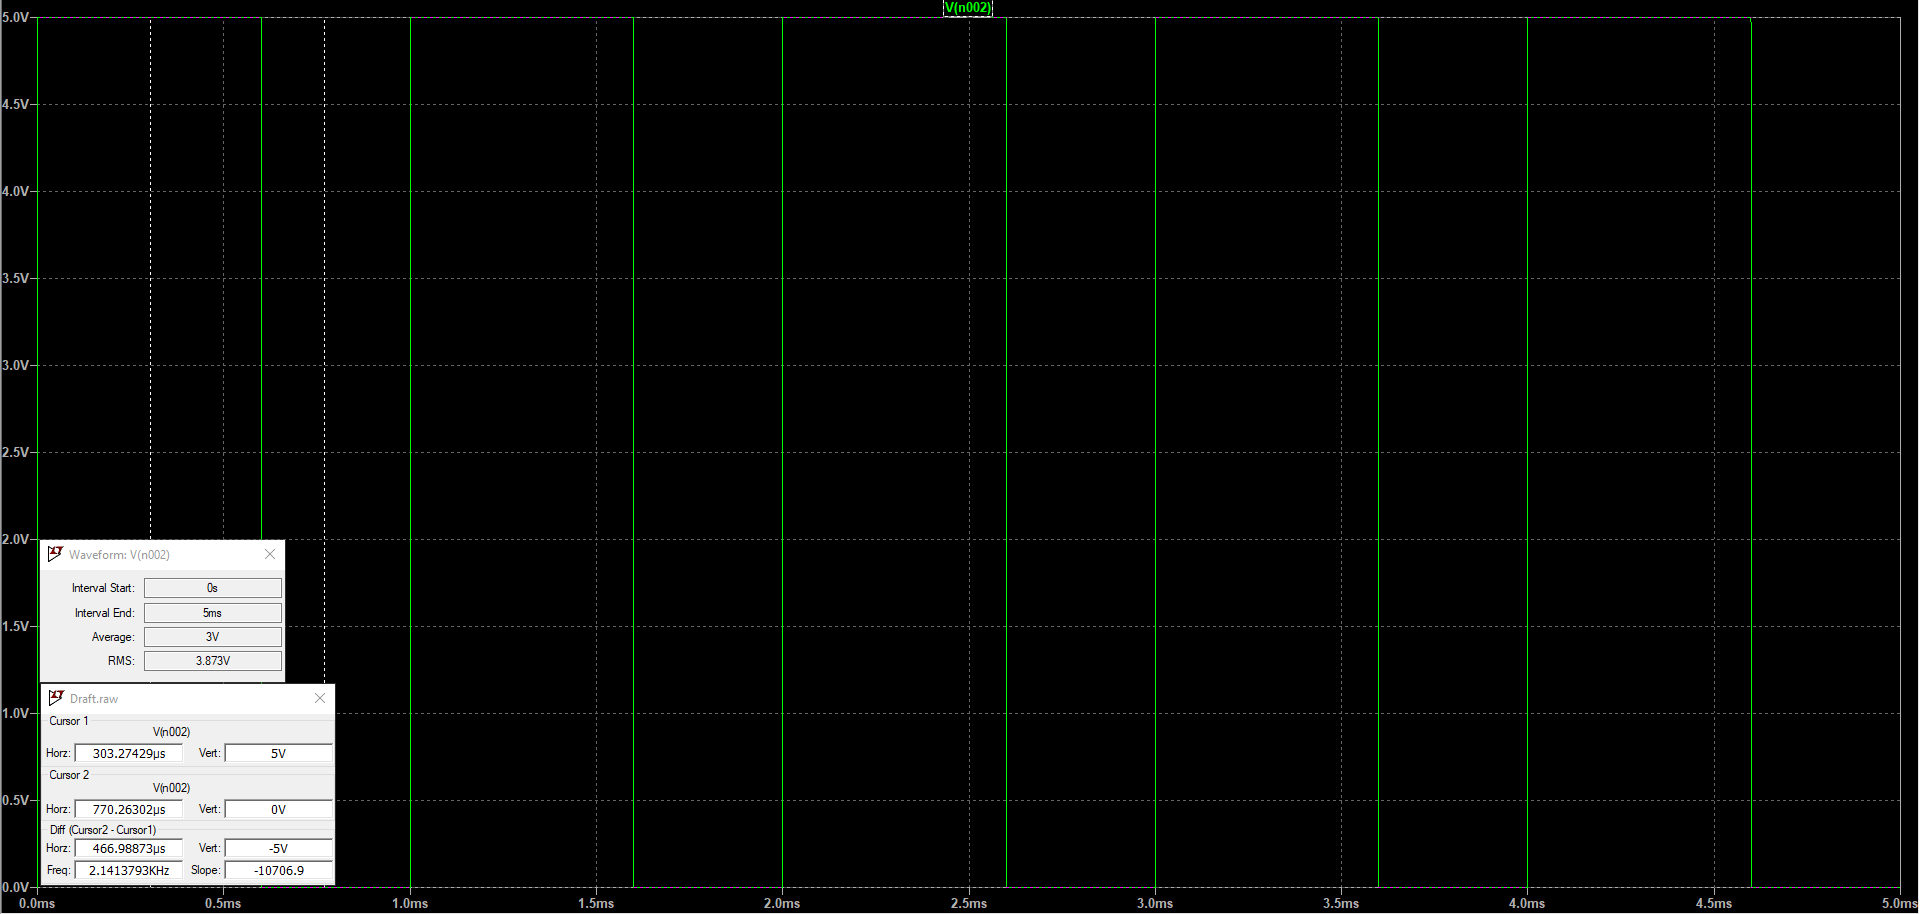 V(n002)
5.0V
4.5V
4.0V
3.5V
3.0V
2.5V
2.0V
1.5V
1.0V
0.5V
0.0V
Waveform: V(n002)
Interval Start: 0s
Interval End: 5ms
Average: 3V
RMS: 3.873V
Draft.raw
Cursor 1
V(n002)
Horz: 303.27429µs Vert: 5V
Cursor 2
V(n002)
Horz: 770.26302µs Vert: 0V
Diff (Cursor2 - Cursor1)
Horz: 466.98873µs Vert: -5V
Freq: 2.1413793KHz Slope: -10706.9
0.0ms 0.5ms 1.0ms 1.5ms 2.0ms 2.5ms 3.0ms 3.5ms 4.0ms 4.5ms 5.0ms